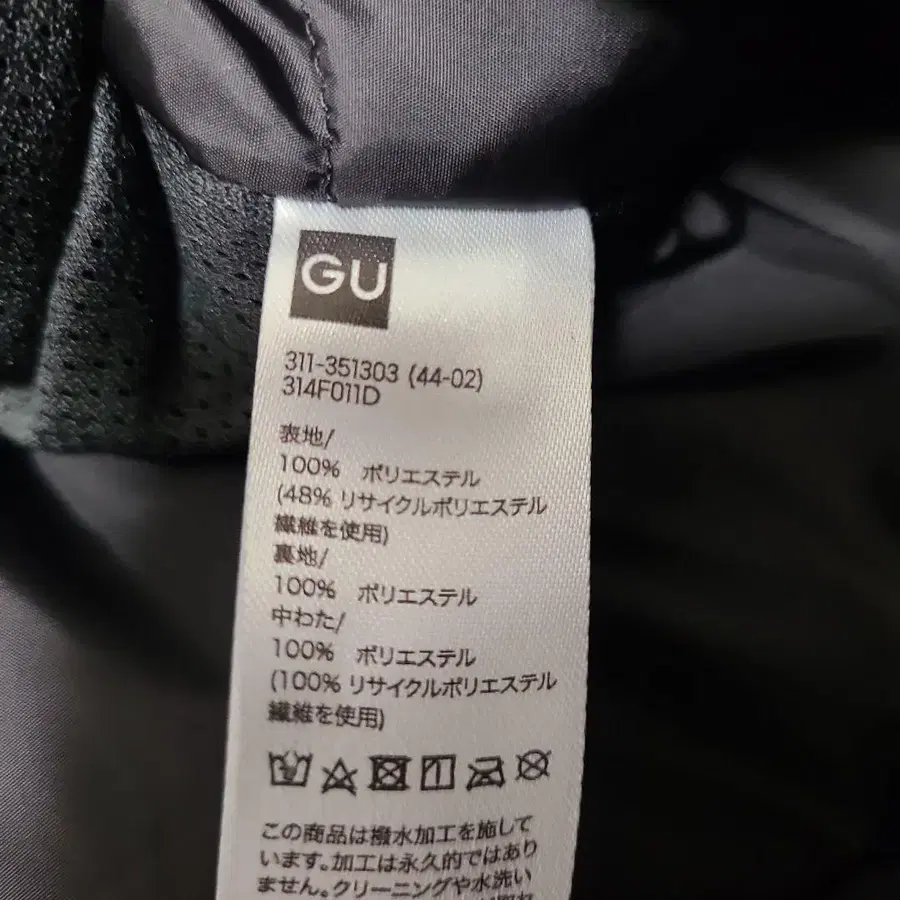 GU
311-351303 (44-02)
314F011D
表地/
100% ポリエステル
(48% リサイクルポリエステル
繊維を使用)
裏地/
100% ポリエステル
中わた/
100% ポリエステル
(100% リサイクルポリエステル
繊維を使用)
この商品は撥水加工を施して
います。加工は永久的ではあり
ません。クリーニングや水洗い